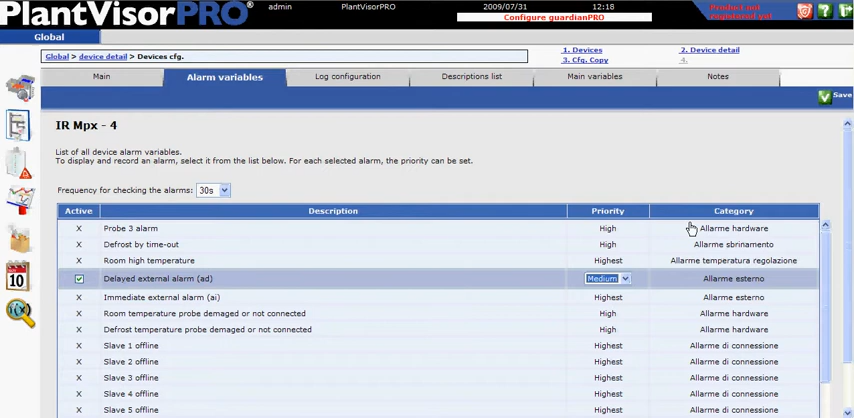 PlantVisorPRO® admin PlantVisorPRO 2009/07/31 12:18 Product not registered yet
Configure guardianPRO
Global
Global > device detail > Devices cfg. 1. Devices 2. Device detail
3. Cfg. Copy 4.
Main Alarm variables Log configuration Descriptions list Main variables Notes
Save
IR Mpx - 4
List of all device alarm variables.
To display and record an alarm, select it from the list below. For each selected alarm, the priority can be set.
Frequency for checking the alarms: 30s
Active Description Priority Category
X Probe 3 alarm High Allarme hardware
X Defrost by time-out High Allarme sbrinamento
X Room high temperature Highest Allarme temperatura regolazione
Delayed external alarm (ad) Medium Allarme esterno
X Immediate external alarm (ai) Highest Allarme esterno
X Room temperature probe damaged or not connected High Allarme hardware
X Defrost temperature probe damaged or not connected High Allarme hardware
X Slave 1 offline Highest Allarme di connessione
X Slave 2 offline Highest Allarme di connessione
X Slave 3 offline Highest Allarme di connessione
X Slave 4 offline Highest Allarme di connessione
X Slave 5 offline Highest Allarme di connessione
10